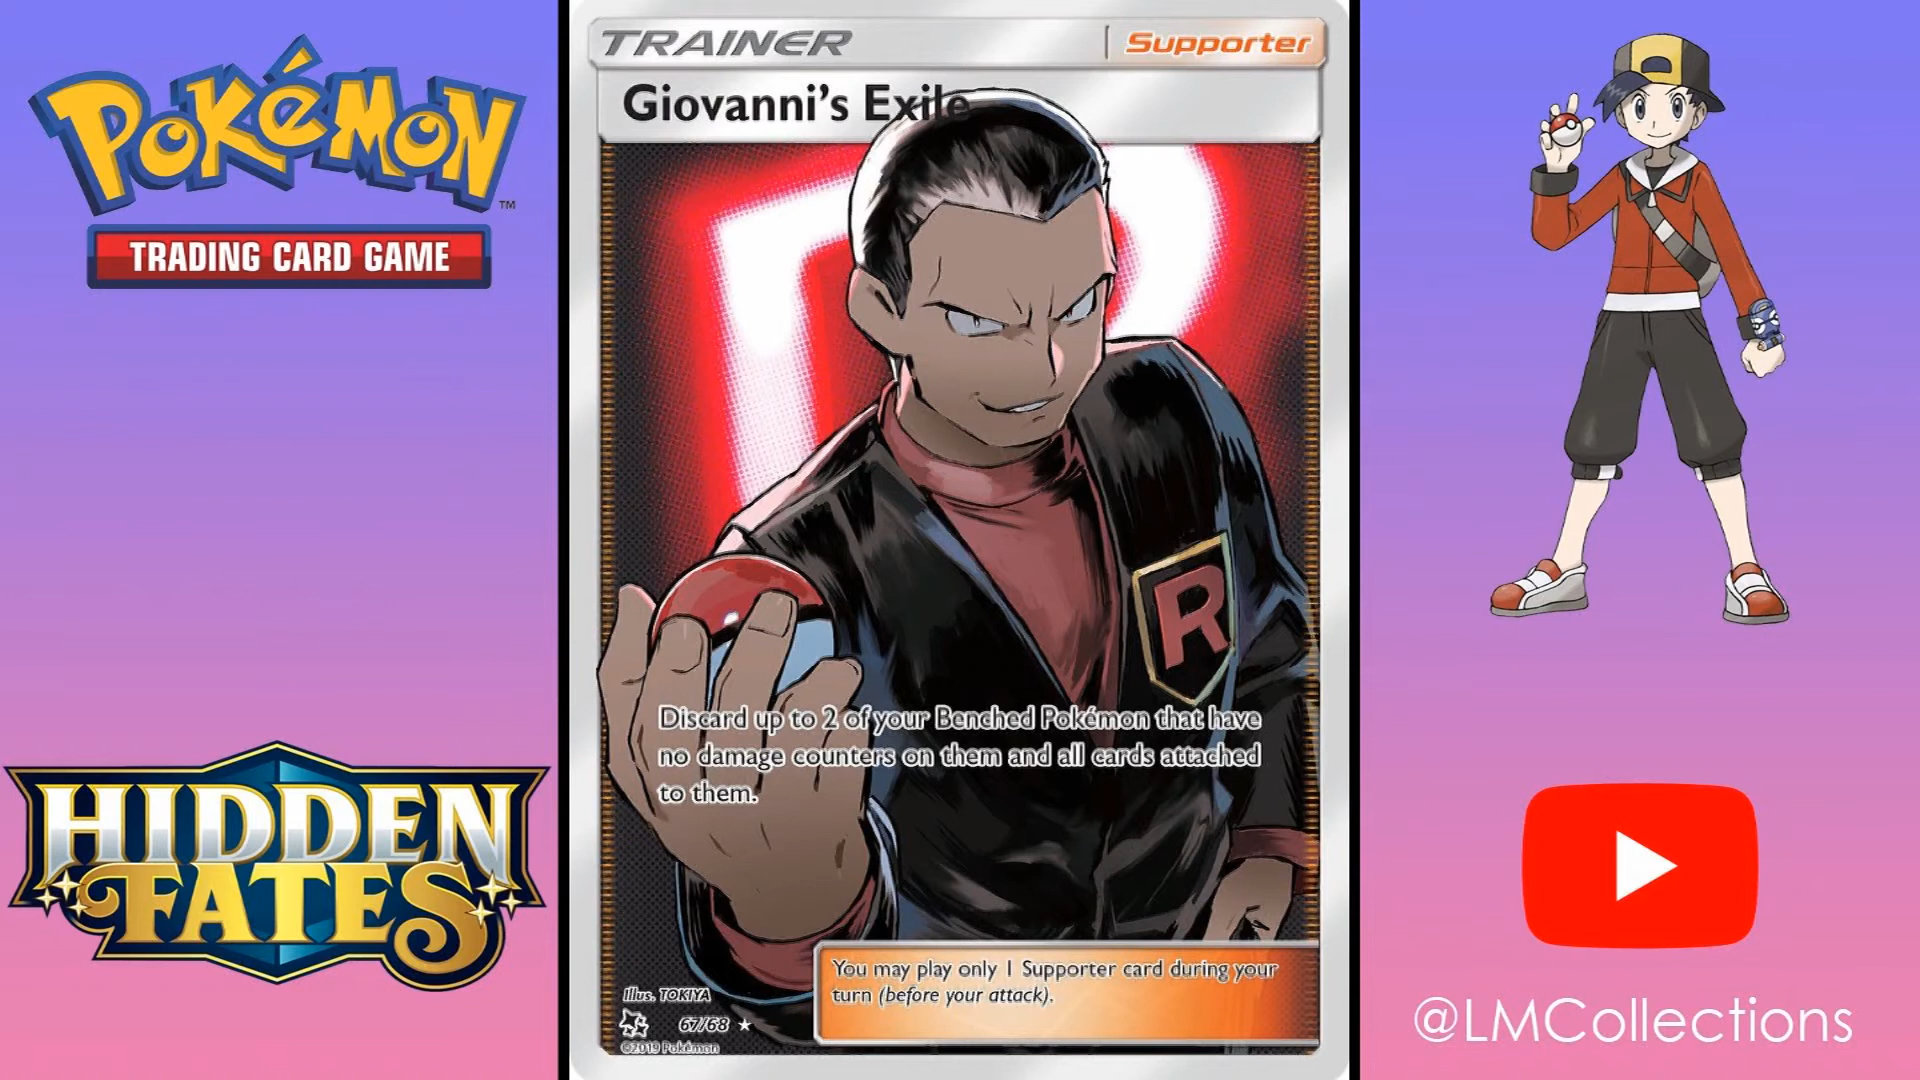 POKéMON
TM
TRADING CARD GAME
HIDDEN
FATES
TRAINER
Supporter
Giovanni's Exile
R
R
Discard up to 2 of your Benched Pokémon that have
no damage counters on them and all cards attached
to them.
You may play only 1 Supporter card during your
turn (before your attack).
Illus. TOKIYA
67/68 ★
©2019 Pokémon
@LMCollections